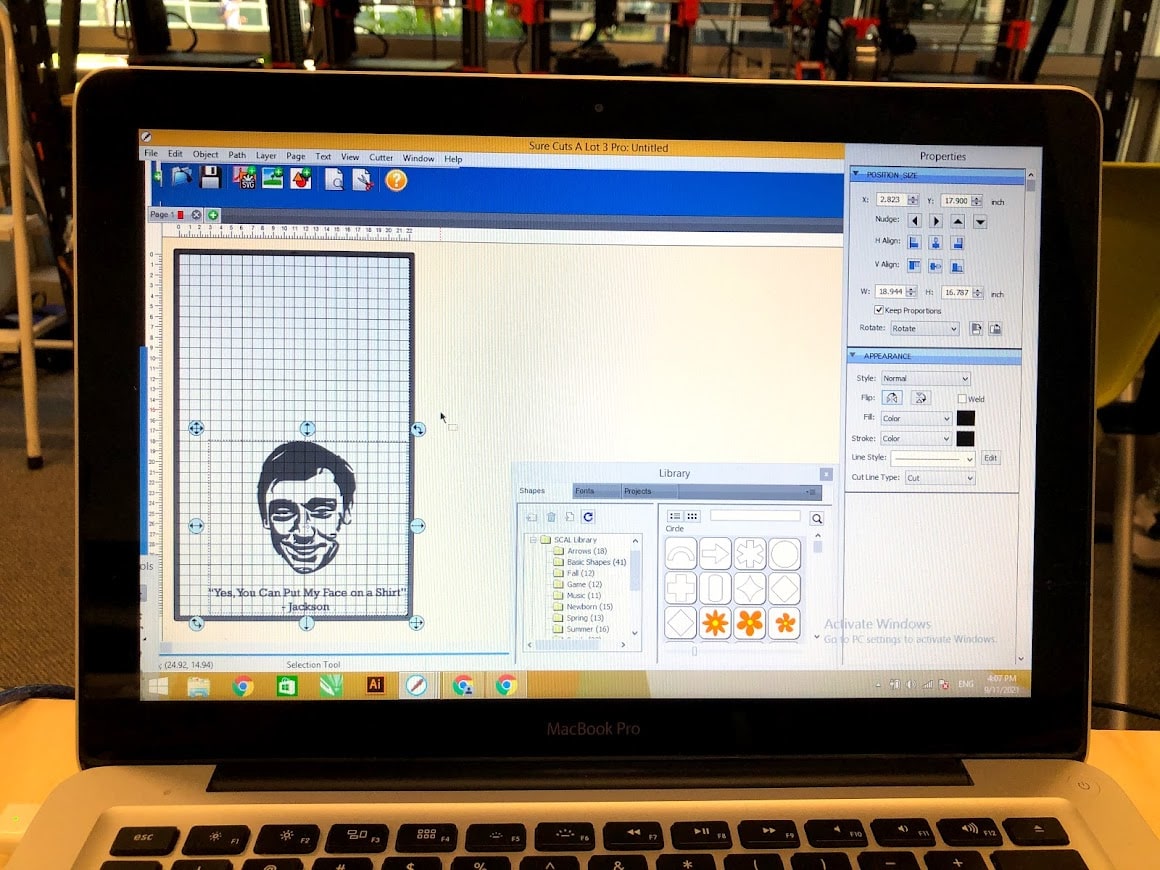 Sure Cuts A Lot 3 Pro: Untitled
File Edit Object Path Layer Page Text View Cutter Window Help
SVG
?
Page 1
0 1 2 3 4 5 6 7 8 9 10 11 12 13 14 15 16 17 18 19 20 21 22
Properties
POSITION_SIZE
X: 2.823 Y: 17.900 inch
Nudge:
H Align:
V Align:
W: 18.944 H: 16.787 inch
Keep Proportions
Rotate: Rotate
APPEARANCE
Style: Normal
Flip: Weld
Fill: Color
Stroke: Color
Line Style: Edit
Cut Line Type: Cut
"Yes, You Can Put My Face on a Shirt"
- Jackson
Library
Shapes Fonts Projects
Circle
SCAL Library
Arrows (18)
Basic Shapes (41)
Fall (12)
Game (12)
Music (11)
Newborn (15)
Spring (13)
Summer (16)
Activate Windows
Go to PC settings to activate Windows.
(24.92, 14.94) Selection Tool
Ai
ENG
4:07 PM
9/11/2021
MacBook Pro
esc F1 F2 F3 F4 F5 F6 F7 F8 F9 F10 F11 F12
@ # $ % ^ & * ( ) - +